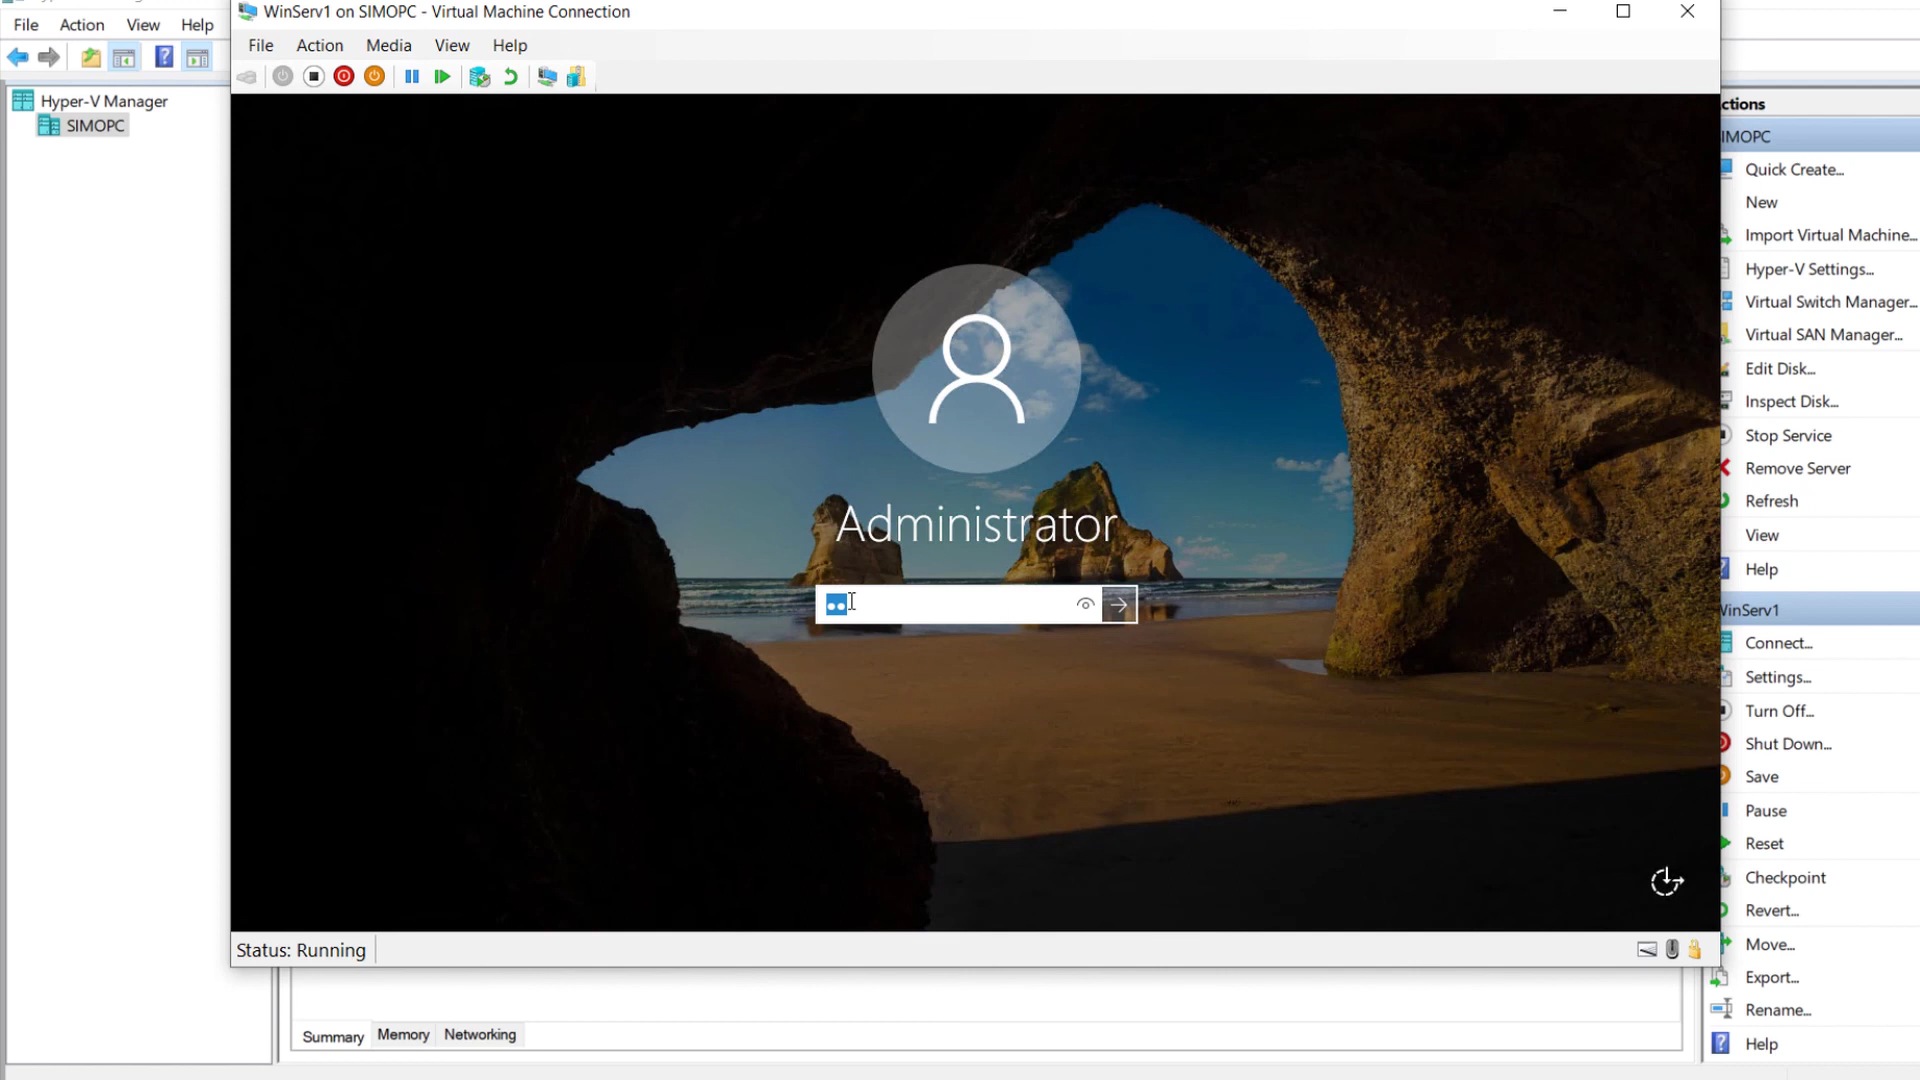 File Action View Help
WinServ1 on SIMOPC - Virtual Machine Connection
File Action Media View Help
Hyper-V Manager
SIMOPC
Administrator
Status: Running
Summary Memory Networking
ctions
IMOPC
Quick Create...
New
Import Virtual Machine...
Hyper-V Settings...
Virtual Switch Manager...
Virtual SAN Manager...
Edit Disk...
Inspect Disk...
Stop Service
Remove Server
Refresh
View
Help
WinServ1
Connect...
Settings...
Turn Off...
Shut Down...
Save
Pause
Reset
Checkpoint
Revert...
Move...
Export...
Rename...
Help